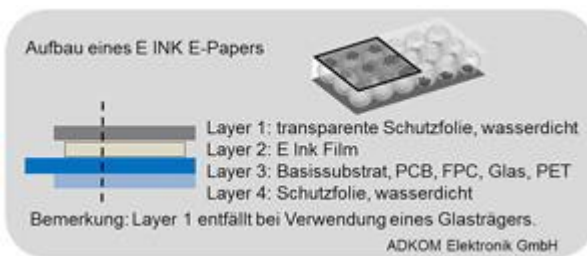 Aufbau eines E INK E-Papers
Layer 1: transparente Schutzfolie, wasserdicht
Layer 2: E Ink Film
Layer 3: Basissubstrat, PCB, FPC, Glas, PET
Layer 4: Schutzfolie, wasserdicht
Bemerkung: Layer 1 entfällt bei Verwendung eines Glasträgers.
ADKOM Elektronik GmbH